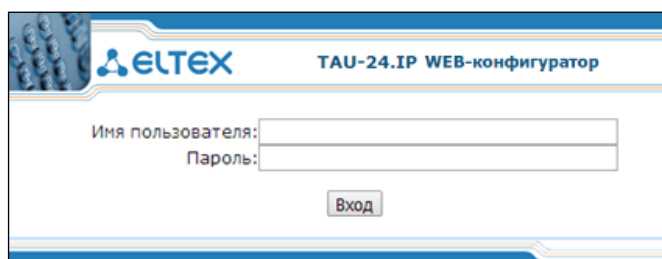 ELTEX TAU-24.IP WEB-конфигуратор
Имя пользователя:
Пароль:
Вход